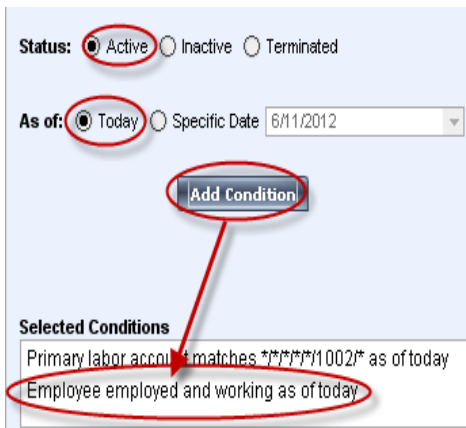 Status: Active Inactive Terminated
As of: Today Specific Date 6/11/2012
Add Condition
Selected Conditions
Primary labor account matches */*/*/*/*/1002/* as of today
Employee employed and working as of today